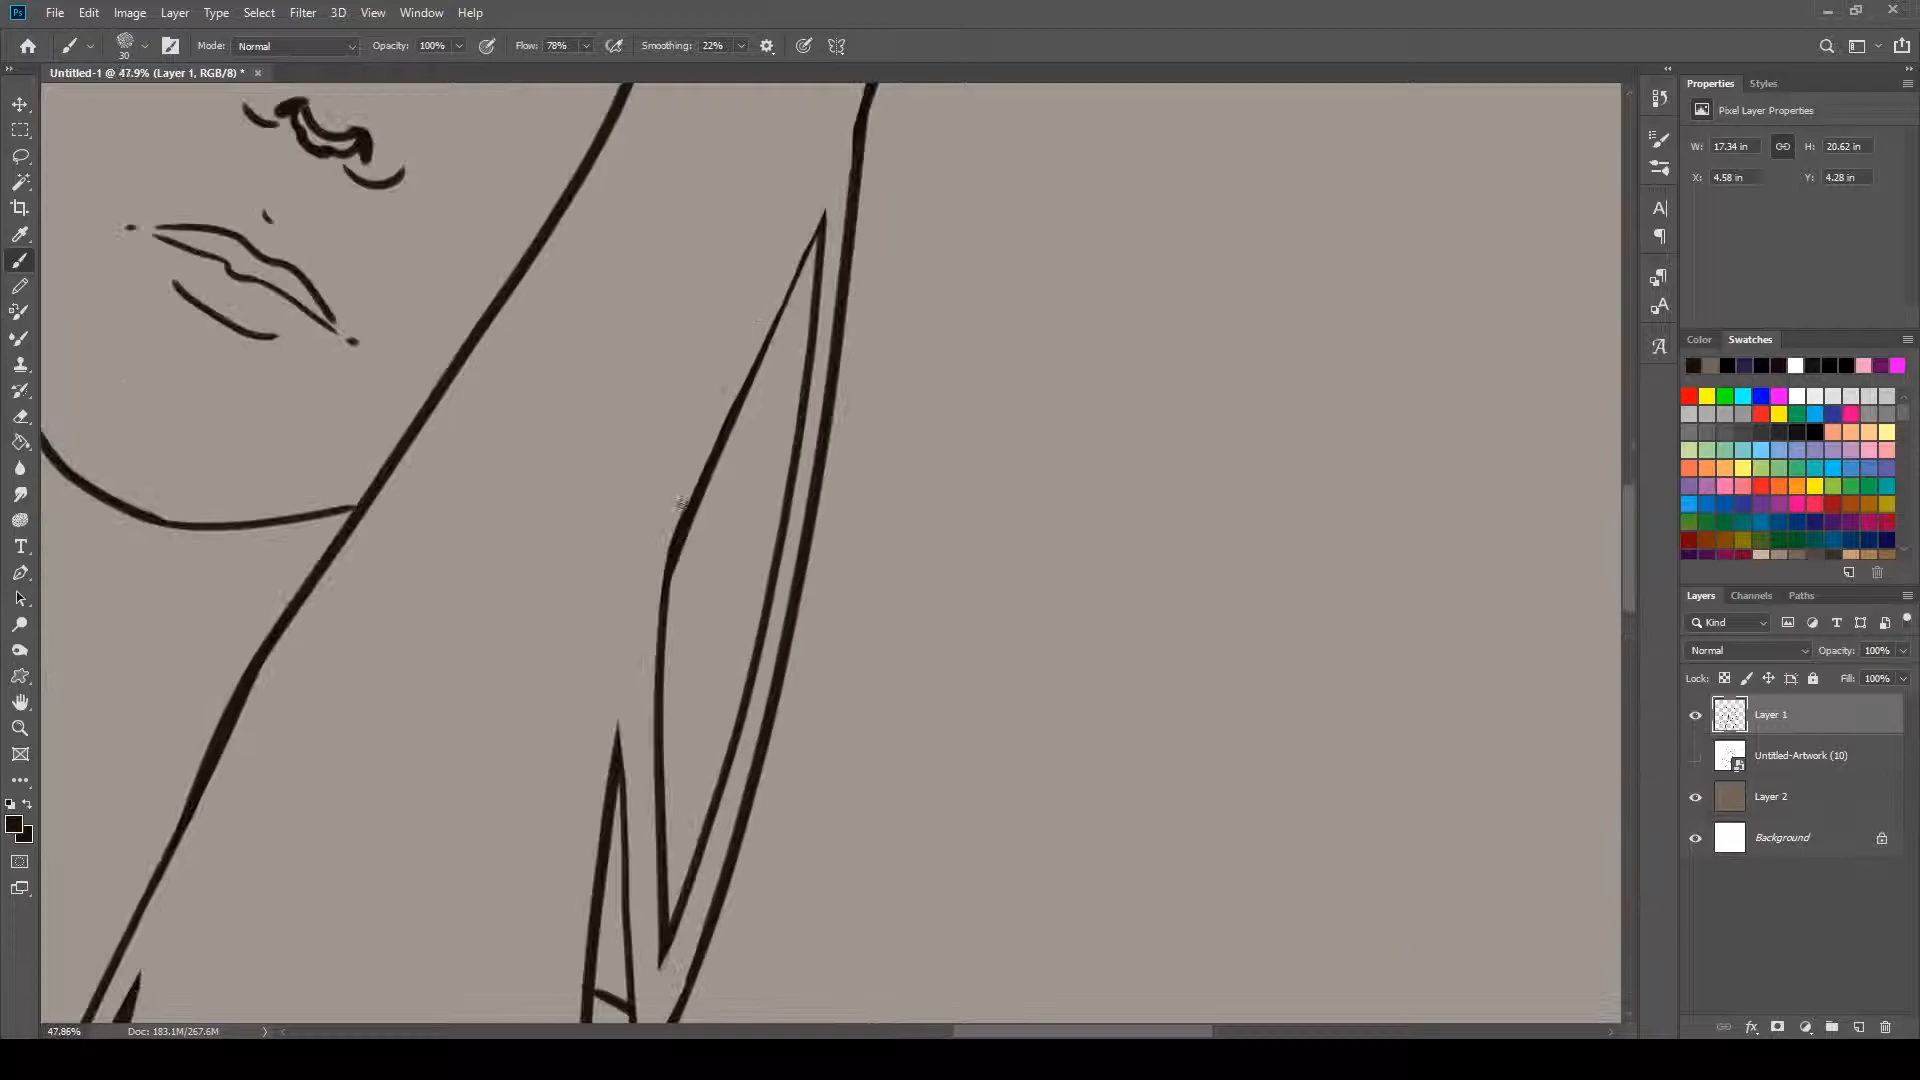 Ps File Edit Image Layer Type Select Filter 3D View Window Help
30 Mode: Normal Opacity: 100% Flow: 78% Smoothing: 22%
Untitled-1 @ 47.9% (Layer 1, RGB/8) *
Properties Styles
Pixel Layer Properties
W: 17.34 in H: 20.62 in
X: 4.58 in Y: 4.28 in
Color Swatches
Layers Channels Paths
Kind
Normal Opacity: 100%
Lock: Fill: 100%
Layer 1
Untitled-Artwork (10)
Layer 2
Background
47.86% Doc: 183.1M/267.6M